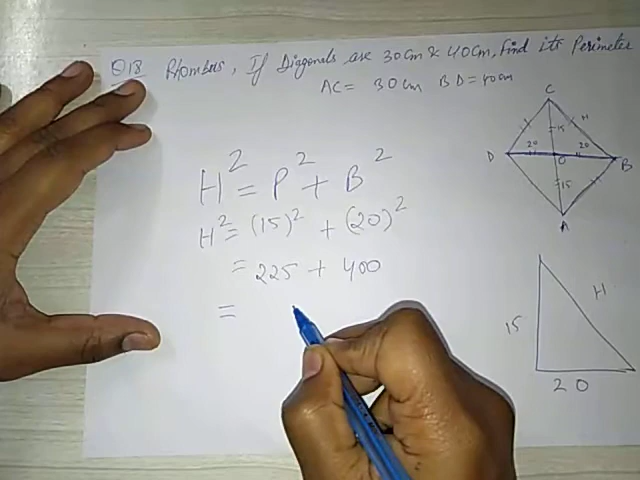 Q18 Rhombus, If Diagonals are 30cm & 40cm, Find its Perimeter
AC = 30cm BD = 40cm
C
15 H
D 20 20 B
O
15
A
H² = P² + B²
H² = (15)² + (20)²
= 225 + 400
=
15 H
20